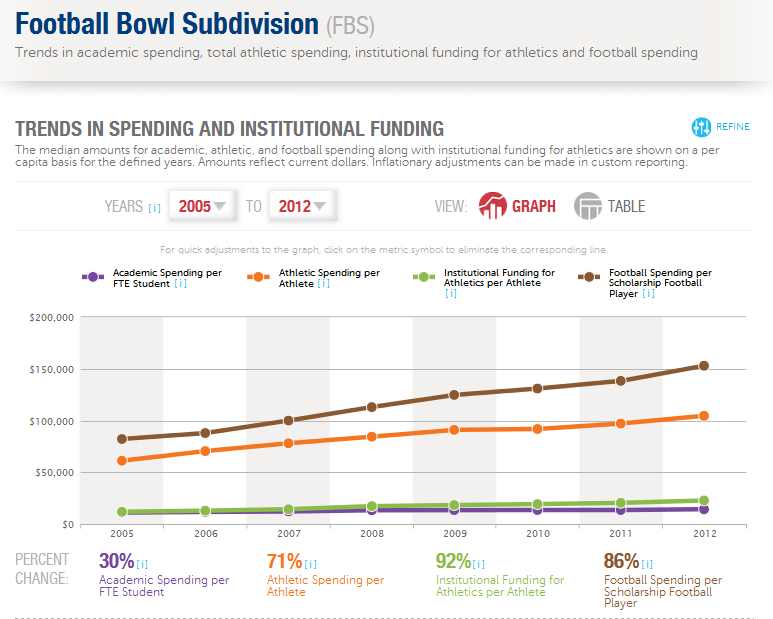 Football Bowl Subdivision (FBS)
Trends in academic spending, total athletic spending, institutional funding for athletics and football spending
TRENDS IN SPENDING AND INSTITUTIONAL FUNDING
REFINE
The median amounts for academic, athletic, and football spending along with institutional funding for athletics are shown on a per
capita basis for the defined years. Amounts reflect current dollars. Inflationary adjustments can be made in custom reporting.
YEARS [i] 2005 TO 2012 VIEW: GRAPH TABLE
For quick adjustments to the graph, click on the metric symbol to eliminate the corresponding line.
Academic Spending per
FTE Student [i]
Athletic Spending per
Athlete [i]
Institutional Funding for
Athletics per Athlete
[i]
Football Spending per
Scholarship Football
Player [i]
$200,000
$150,000
$100,000
$50,000
$0
2005 2006 2007 2008 2009 2010 2011 2012
PERCENT
CHANGE:
30% [i]
Academic Spending per
FTE Student
71% [i]
Athletic Spending per
Athlete
92% [i]
Institutional Funding for
Athletics per Athlete
86% [i]
Football Spending per
Scholarship Football
Player